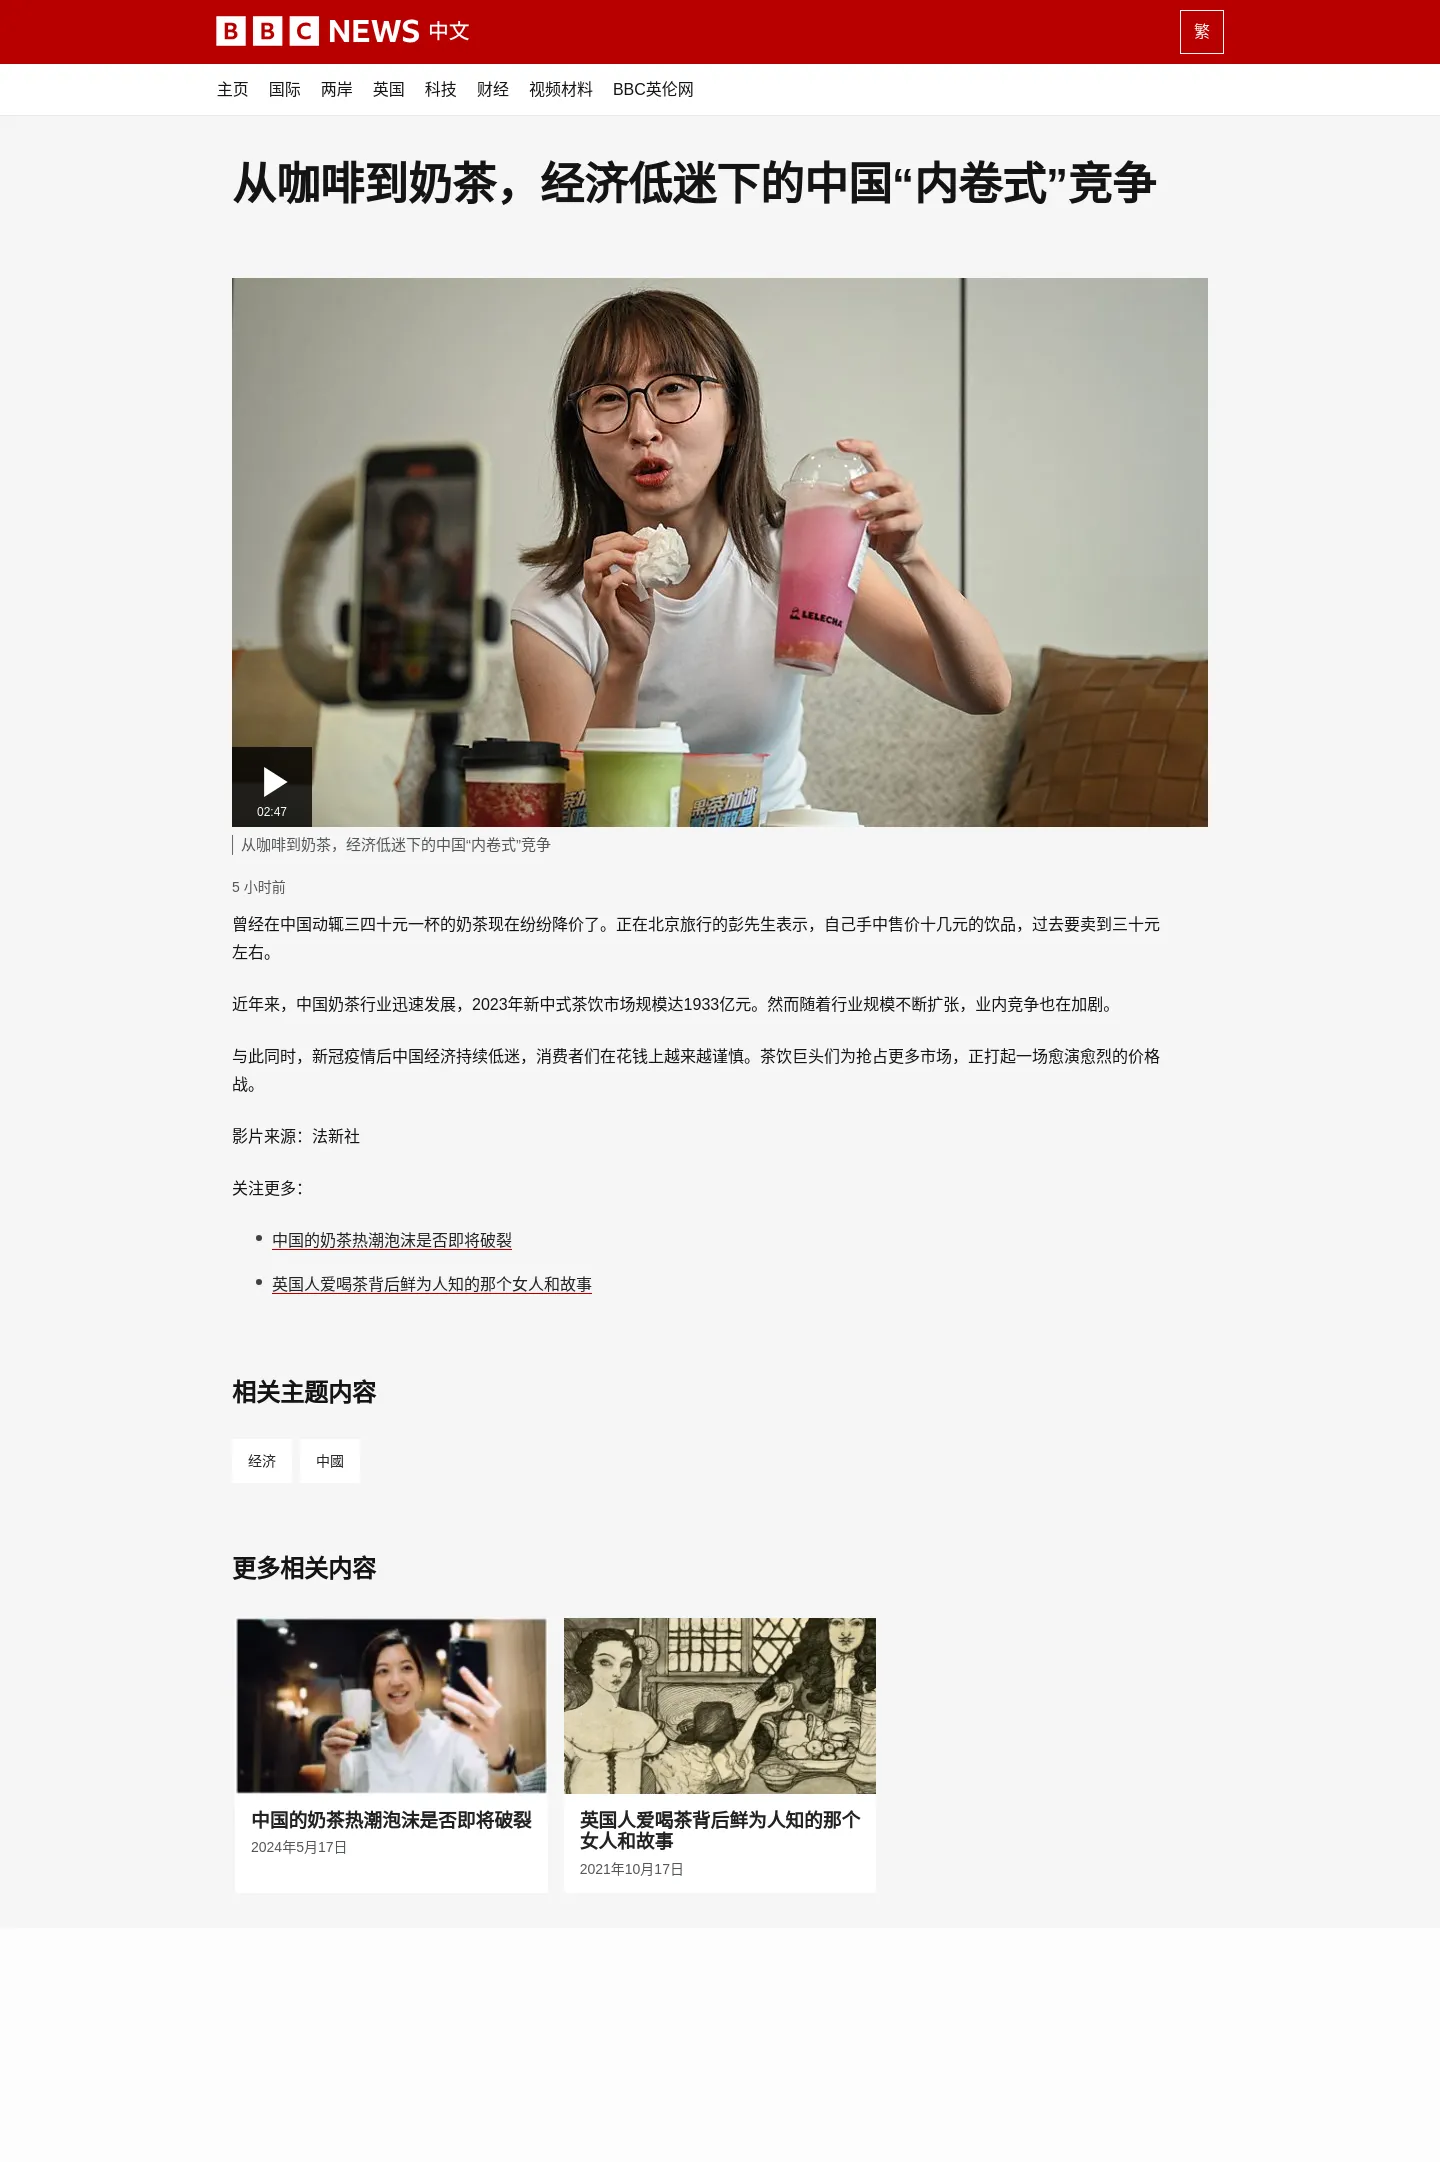 BBC NEWS 中文
繁
主页 国际 两岸 英国 科技 财经 视频材料 BBC英伦网
从咖啡到奶茶，经济低迷下的中国“内卷式”竞争
LELECHA
黑茶加冰
02:47
从咖啡到奶茶，经济低迷下的中国“内卷式”竞争
5 小时前
曾经在中国动辄三四十元一杯的奶茶现在纷纷降价了。正在北京旅行的彭先生表示，自己手中售价十几元的饮品，过去要卖到三十元
左右。
近年来，中国奶茶行业迅速发展，2023年新中式茶饮市场规模达1933亿元。然而随着行业规模不断扩张，业内竞争也在加剧。
与此同时，新冠疫情后中国经济持续低迷，消费者们在花钱上越来越谨慎。茶饮巨头们为抢占更多市场，正打起一场愈演愈烈的价格
战。
影片来源：法新社
关注更多：
中国的奶茶热潮泡沫是否即将破裂
英国人爱喝茶背后鲜为人知的那个女人和故事
相关主题内容
经济 中國
更多相关内容
中国的奶茶热潮泡沫是否即将破裂
2024年5月17日
英国人爱喝茶背后鲜为人知的那个
女人和故事
2021年10月17日